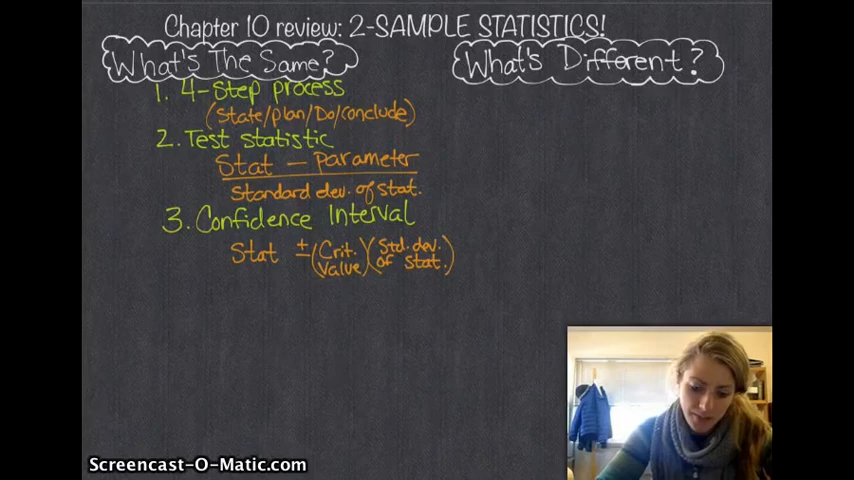 Chapter 10 review: 2-SAMPLE STATISTICS!
What's The Same?
What's Different?
1. 4-Step process
(State/plan/Do/conclude)
2. Test statistic
Stat - parameter
Standard dev. of stat.
3. Confidence Interval
Stat ± (Crit. value)(Std. dev. of stat.)
Screencast-O-Matic.com